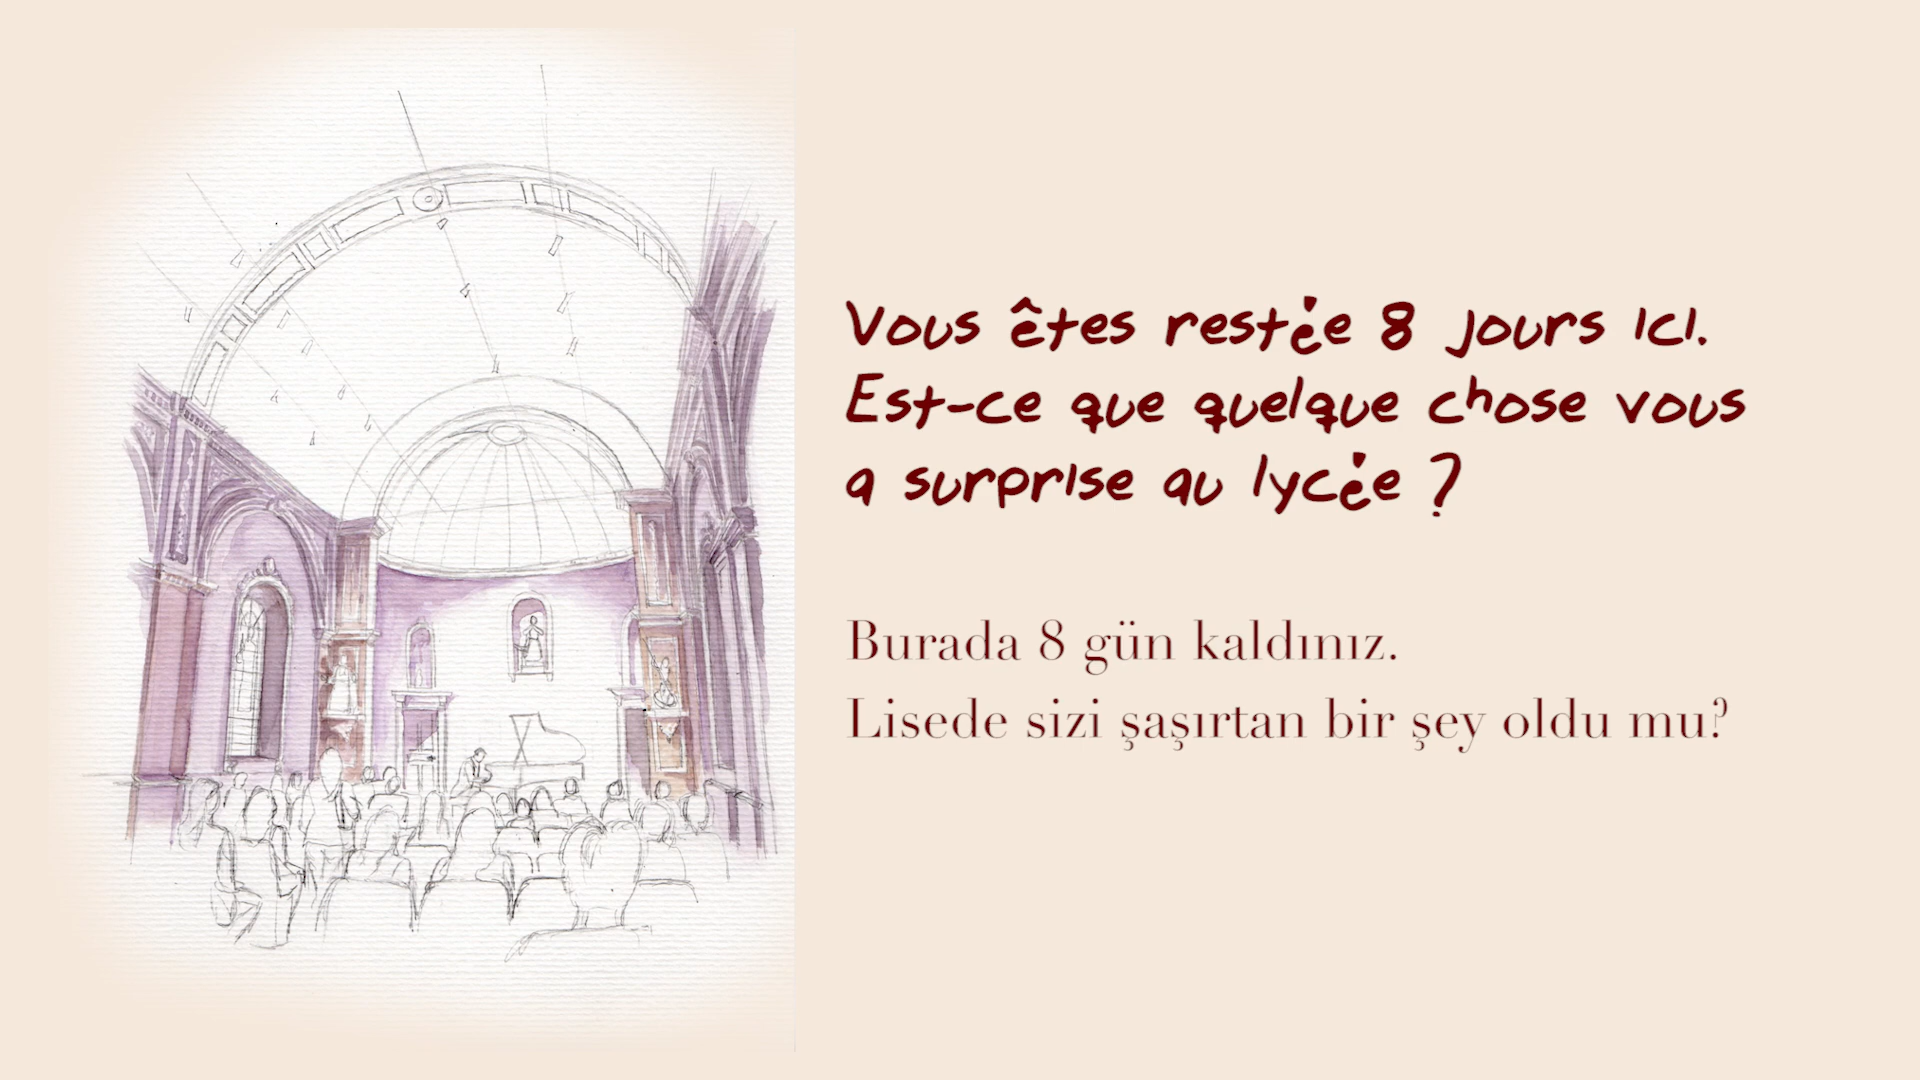 Vous êtes restée 8 jours ici.
Est-ce que quelque chose vous
a surprise au lycée ?
Burada 8 gün kaldınız.
Lisede sizi şaşırtan bir şey oldu mu?